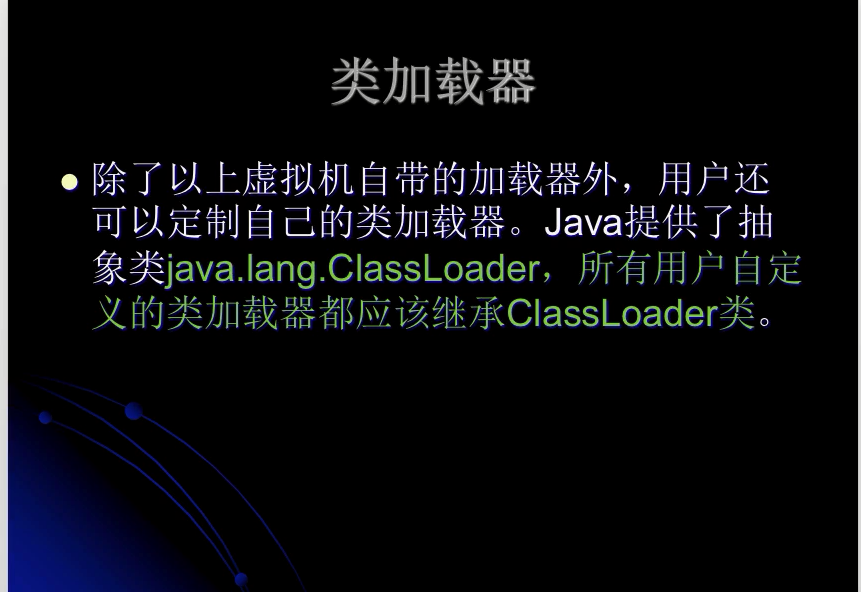 类加载器
除了以上虚拟机自带的加载器外，用户还
可以定制自己的类加载器。Java提供了抽
象类java.lang.ClassLoader，所有用户自定
义的类加载器都应该继承ClassLoader类。